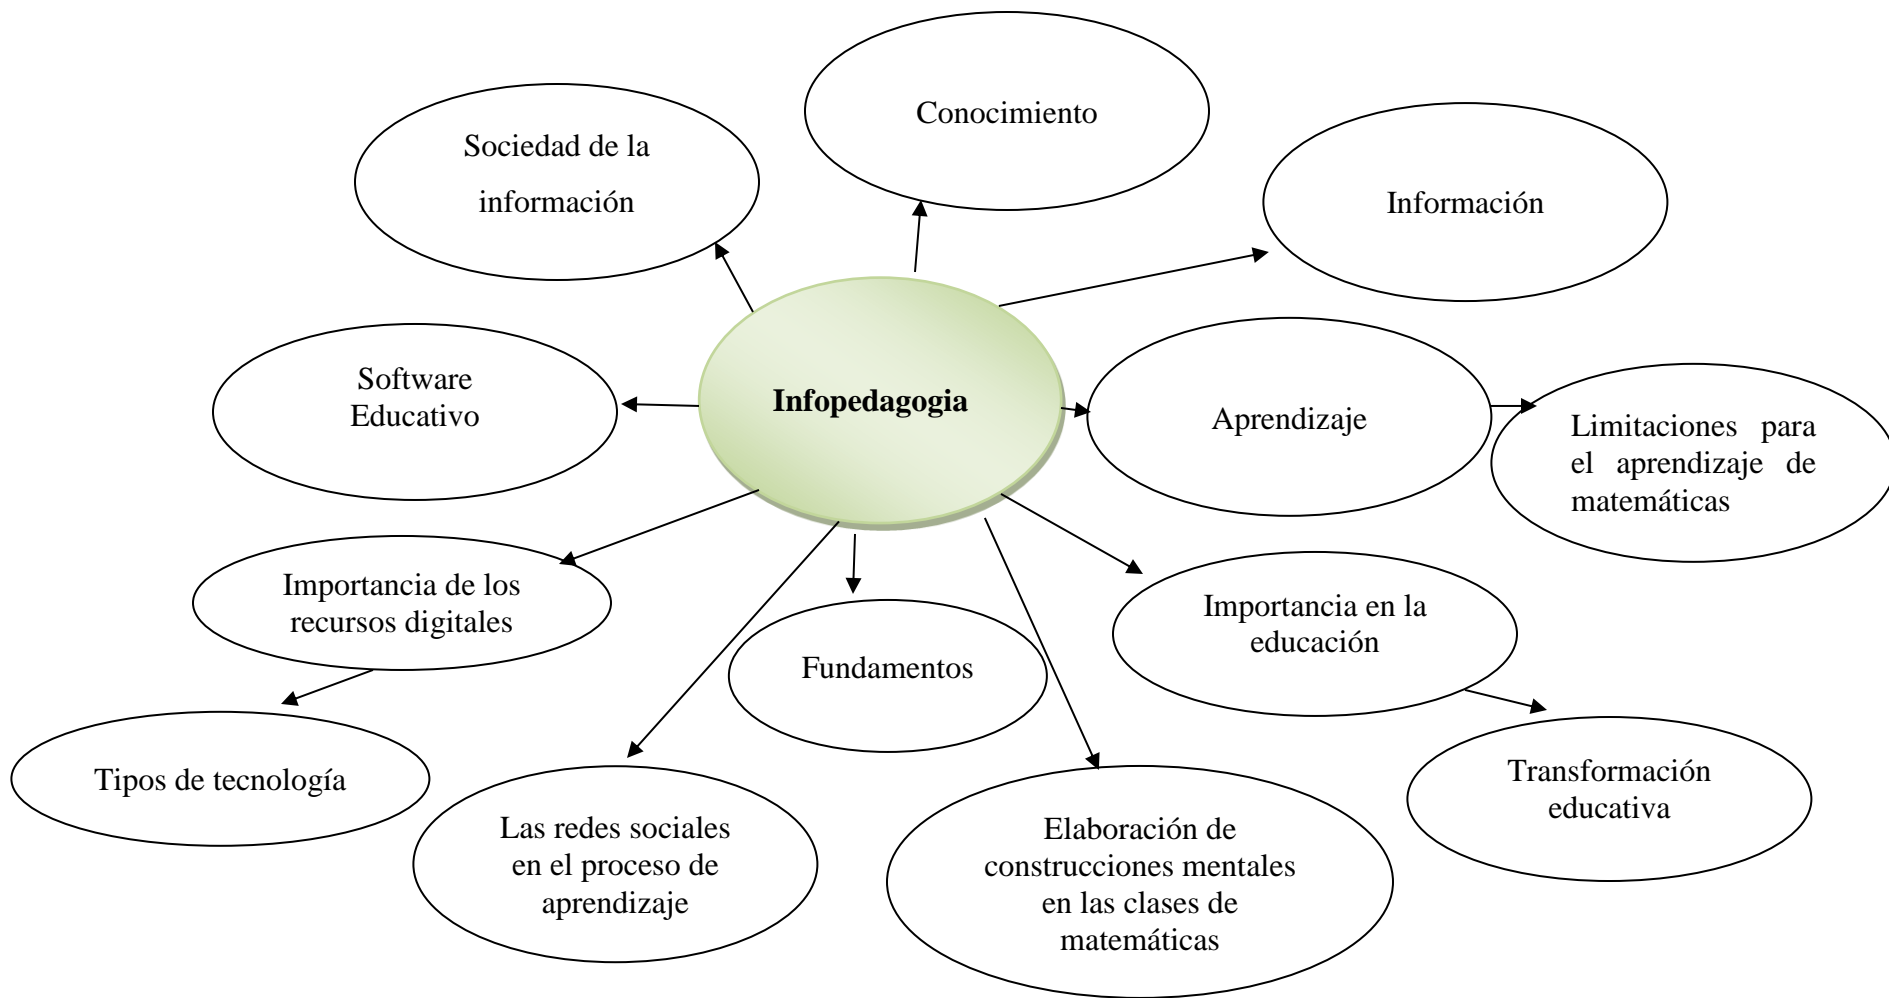 Conocimiento
Sociedad de la
información
Información
Software
Educativo
Infopedagogia
Aprendizaje
Limitaciones para
el aprendizaje de
matemáticas
Importancia de los
recursos digitales
Importancia en la
educación
Fundamentos
Tipos de tecnología
Transformación
educativa
Las redes sociales
en el proceso de
aprendizaje
Elaboración de
construcciones mentales
en las clases de
matemáticas